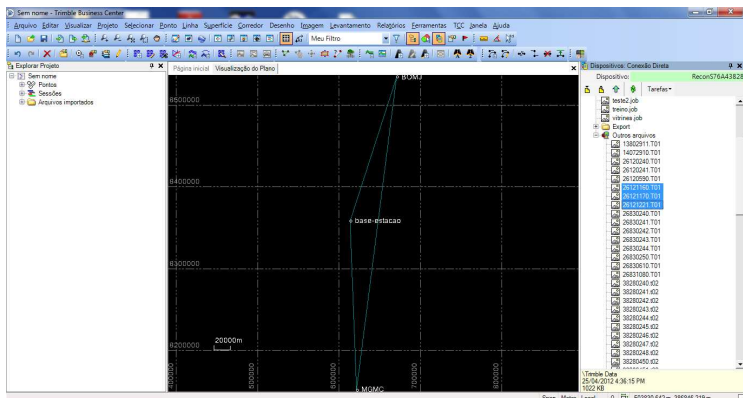 Sem nome - Trimble Business Center
Arquivo Editar Visualizar Projeto Selecionar Ponto Linha Superfície Corredor Desenho Imagem Levantamento Relatórios Ferramentas TCC Janela Ajuda
Meu Filtro
Explorar Projeto
Sem nome
Pontos
Sessões
Arquivos importados
Página inicial Visualização do Plano
BOMJ
8500000
8400000
base-estacao
8300000
20000m
8200000
500000
600000
700000
800000
MGMC
Dispositivos: Conexão Direta
Dispositivo: ReconS76A43828
Tarefas
teste2.job
treino.job
vitrines.job
Export
Outros arquivos
13802911.T01
14072910.T01
26120240.T01
26120241.T01
26120590.T01
26121160.T01
26121170.T01
26121221.T01
26830240.T01
26830241.T01
26830242.T01
26830243.T01
26830244.T01
26830250.T01
26830610.T01
26831080.T01
38280240.t02
38280241.t02
38280242.t02
38280243.t02
38280244.t02
38280245.t02
38280246.t02
38280247.t02
38280248.t02
38280450.t02
\Trimble Data
25/04/2012 4:36:15 PM
1022 KB